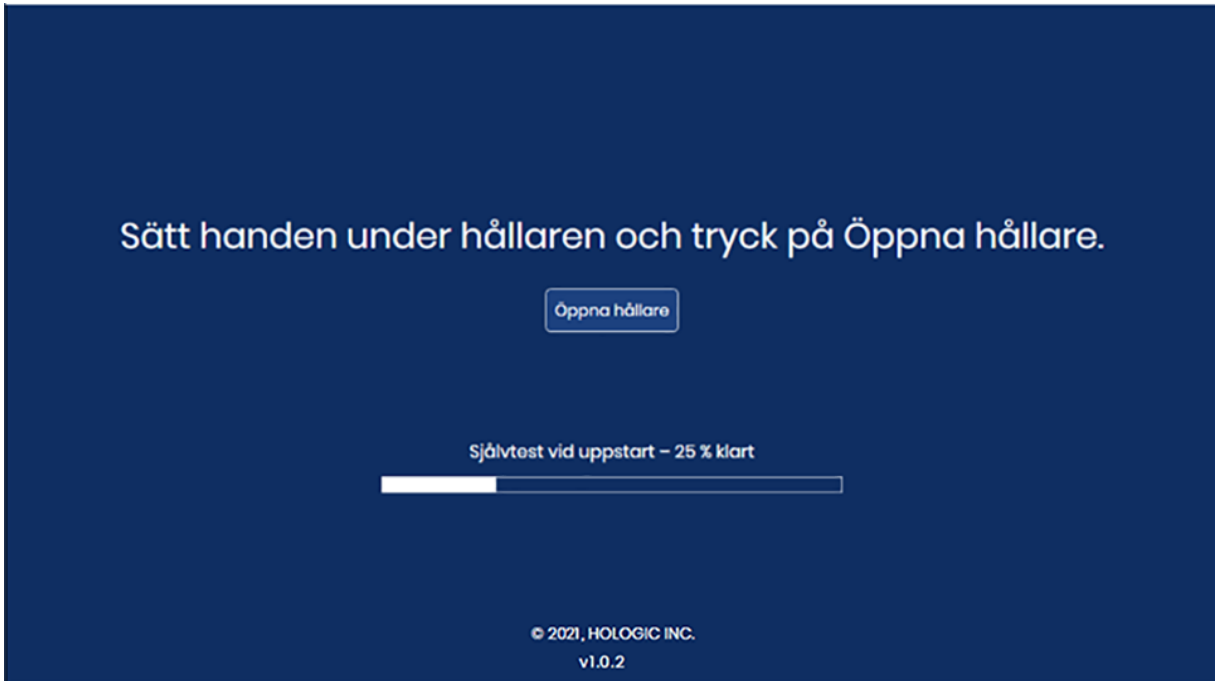 Sätt handen under hållaren och tryck på Öppna hållare.
Öppna hållare
Självtest vid uppstart – 25 % klart
© 2021, HOLOGIC INC.
v1.0.2